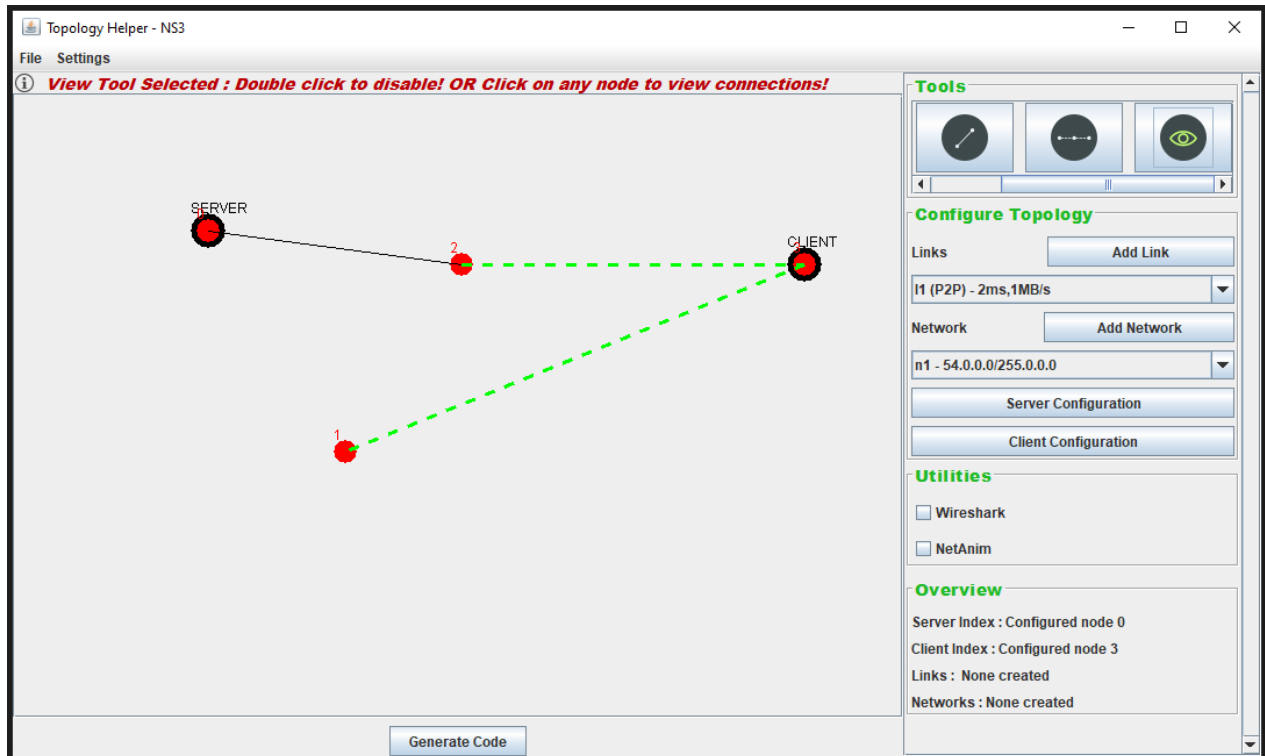 Topology Helper - NS3
File Settings
View Tool Selected : Double click to disable! OR Click on any node to view connections!
SERVER
2
CLIENT
1
Tools
Configure Topology
Links
Add Link
l1 (P2P) - 2ms,1MB/s
Network
Add Network
n1 - 54.0.0.0/255.0.0.0
Server Configuration
Client Configuration
Utilities
Wireshark
NetAnim
Overview
Server Index : Configured node 0
Client Index : Configured node 3
Links : None created
Networks : None created
Generate Code